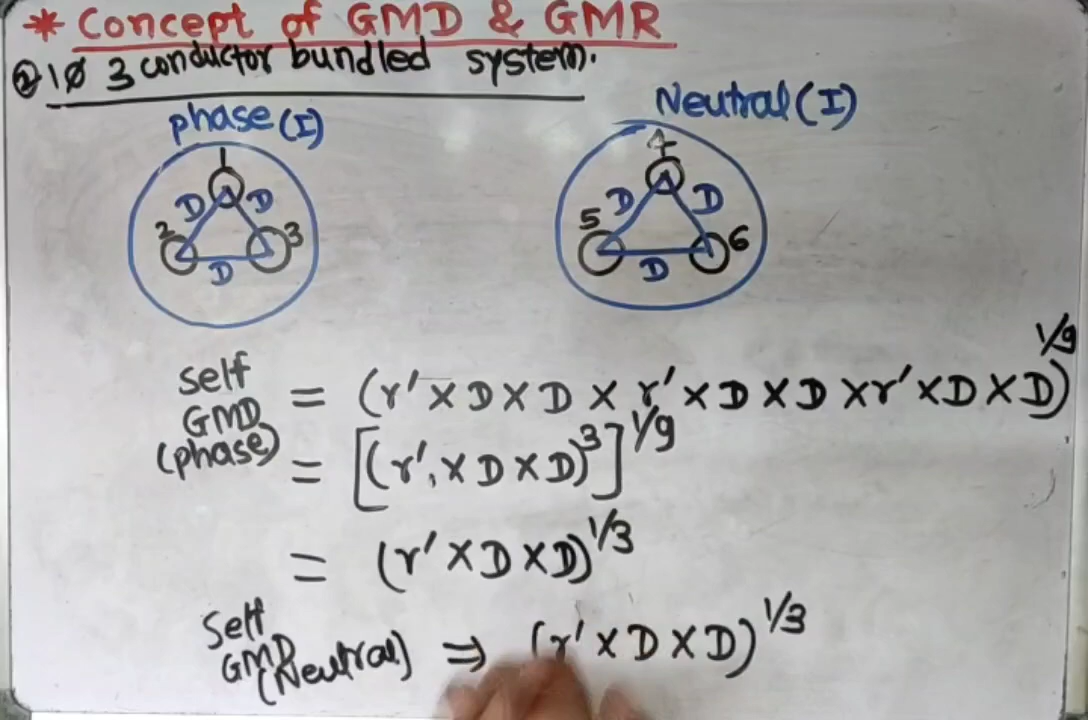 * Concept of GMD & GMR
② 1Ø 3 conductor bundled system.
phase (I)
Neutral (I)
1
D D
2 3
D
4
D D
5 6
D
self GMD (phase) = (r' × D × D × r' × D × D × r' × D × D)^1/9
= [(r' × D × D)^3]^1/9
= (r' × D × D)^1/3
Self GMD (Neutral) ⇒ (r' × D × D)^1/3